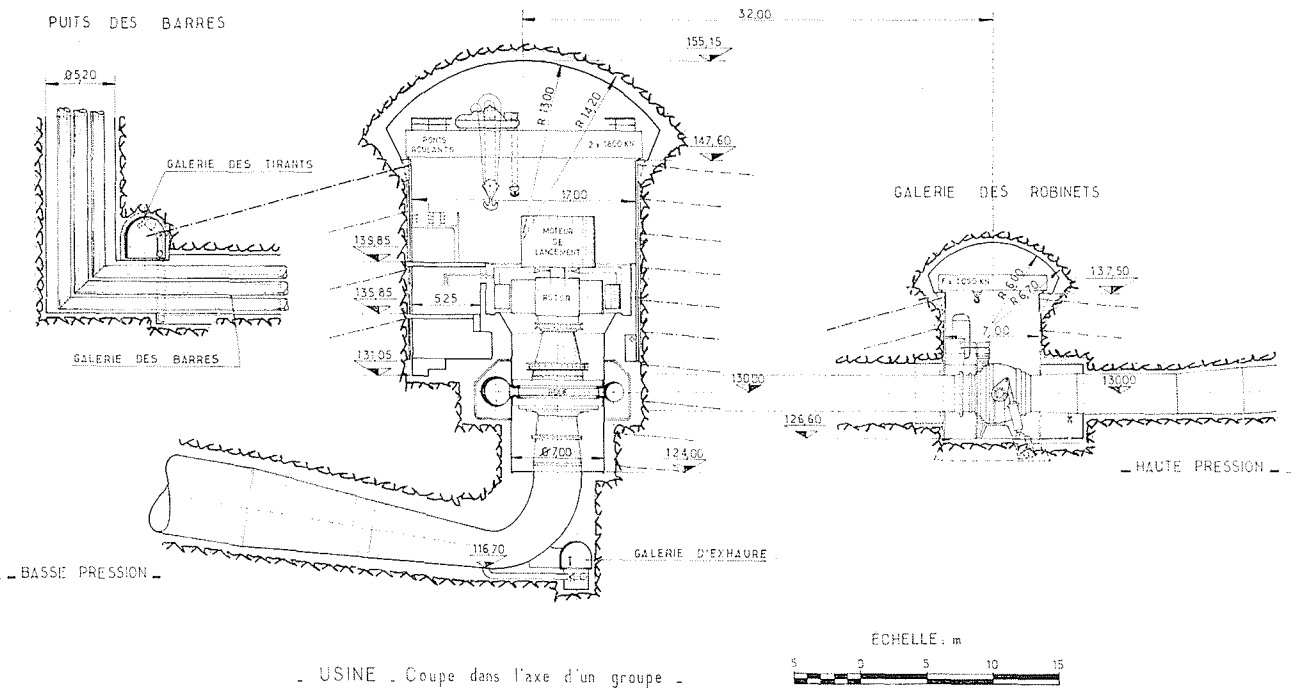 PUITS DES BARRES
Ø5,20
GALERIE DES TIRANTS
GALERIE DES BARRES
32,00
155,15
R 13,00
R 14,20
PONTS
ROULANTS
2 x 1600 KN
147,60
17,00
MOTEUR
DE
LANCEMENT
139,85
135,85
5,25
ROTOR
131,05
130,00
Ø 7,00
124,00
116,70
GALERIE D'EXHAURE
_ BASSE PRESSION _
GALERIE DES ROBINETS
137,50
R 6,00
R 6,70
7,00
130,00
126,60
_ HAUTE PRESSION _
ÉCHELLE : m
5 0 5 10 15
_ USINE _ Coupe dans l'axe d'un groupe _